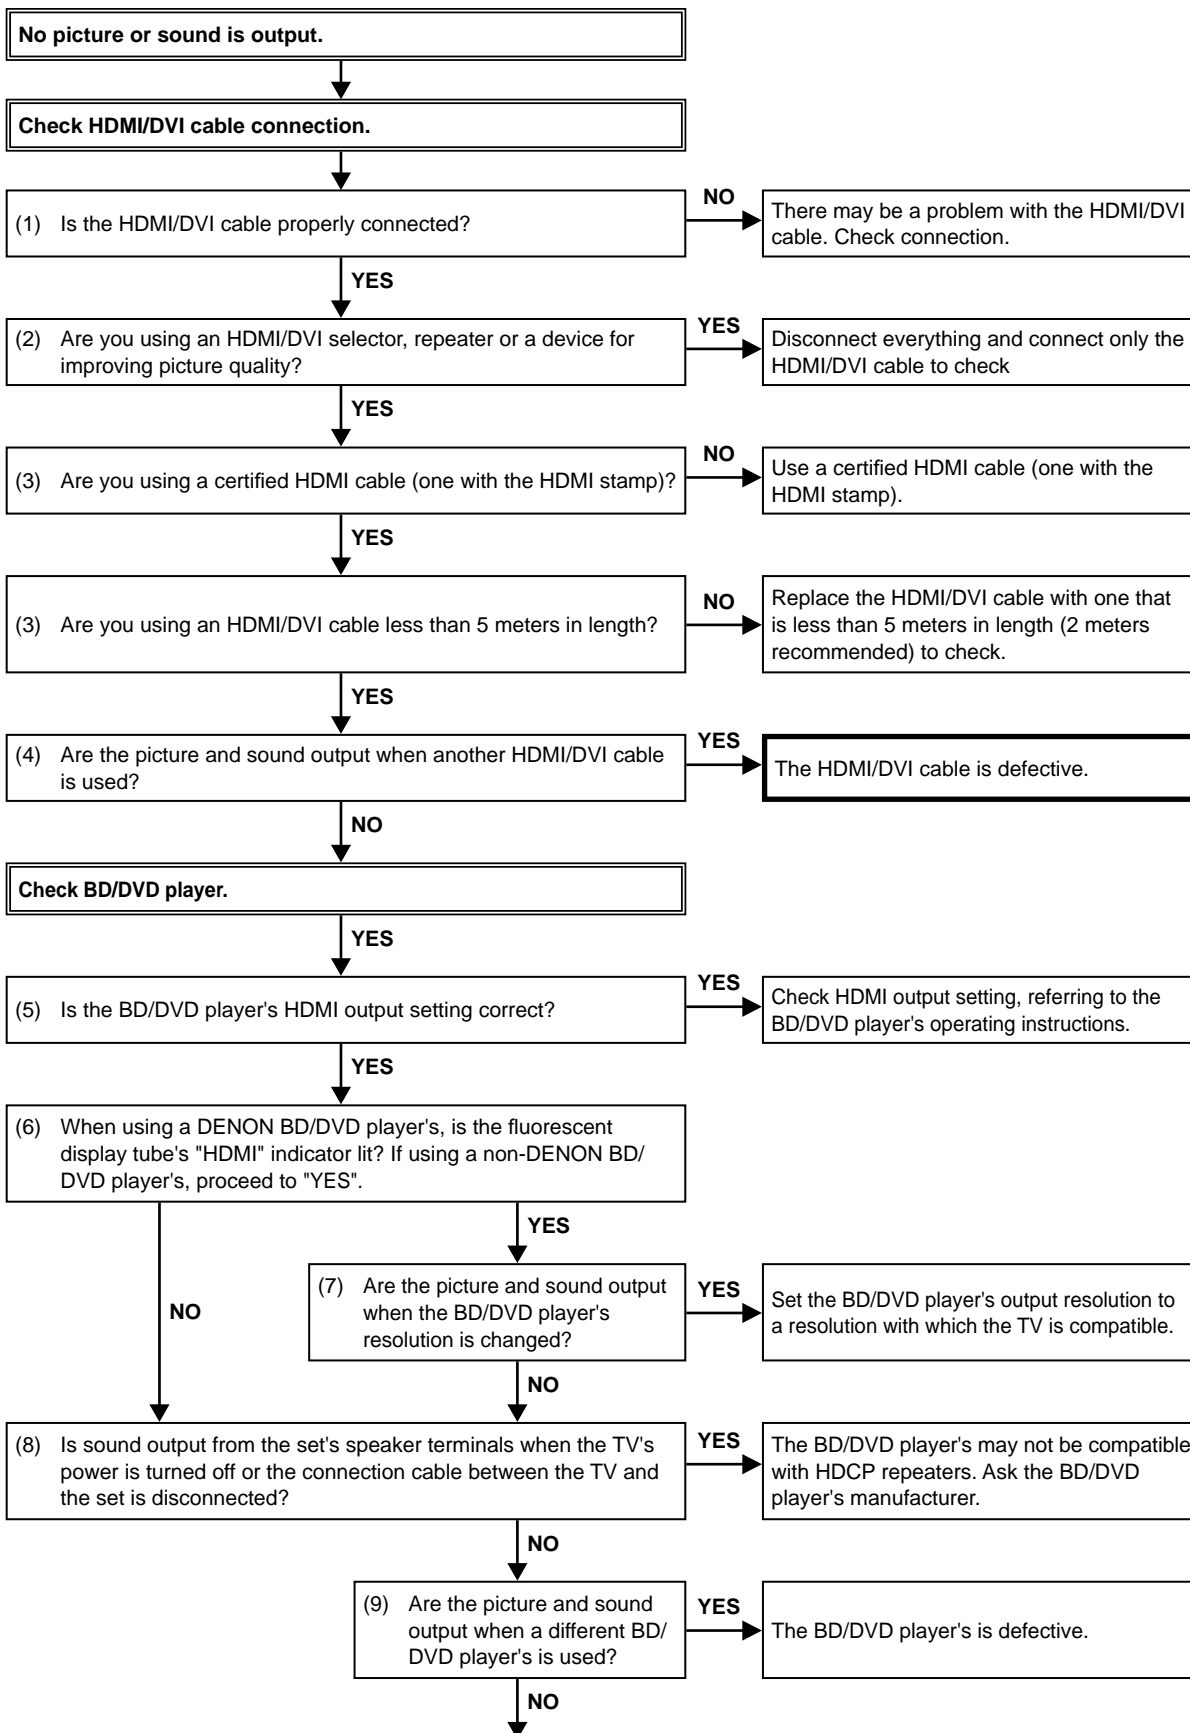 No picture or sound is output.
Check HDMI/DVI cable connection.
(1) Is the HDMI/DVI cable properly connected?
NO
There may be a problem with the HDMI/DVI
cable. Check connection.
YES
(2) Are you using an HDMI/DVI selector, repeater or a device for
improving picture quality?
YES
Disconnect everything and connect only the
HDMI/DVI cable to check
YES
(3) Are you using a certified HDMI cable (one with the HDMI stamp)?
NO
Use a certified HDMI cable (one with the
HDMI stamp).
YES
(3) Are you using an HDMI/DVI cable less than 5 meters in length?
NO
Replace the HDMI/DVI cable with one that
is less than 5 meters in length (2 meters
recommended) to check.
YES
(4) Are the picture and sound output when another HDMI/DVI cable
is used?
YES
The HDMI/DVI cable is defective.
NO
Check BD/DVD player.
YES
(5) Is the BD/DVD player's HDMI output setting correct?
YES
Check HDMI output setting, referring to the
BD/DVD player's operating instructions.
YES
(6) When using a DENON BD/DVD player's, is the fluorescent
display tube's "HDMI" indicator lit? If using a non-DENON BD/
DVD player's, proceed to "YES".
YES
NO
(7) Are the picture and sound output
when the BD/DVD player's
resolution is changed?
YES
Set the BD/DVD player's output resolution to
a resolution with which the TV is compatible.
NO
(8) Is sound output from the set's speaker terminals when the TV's
power is turned off or the connection cable between the TV and
the set is disconnected?
YES
The BD/DVD player's may not be compatible
with HDCP repeaters. Ask the BD/DVD
player's manufacturer.
NO
(9) Are the picture and sound
output when a different BD/
DVD player's is used?
YES
The BD/DVD player's is defective.
NO